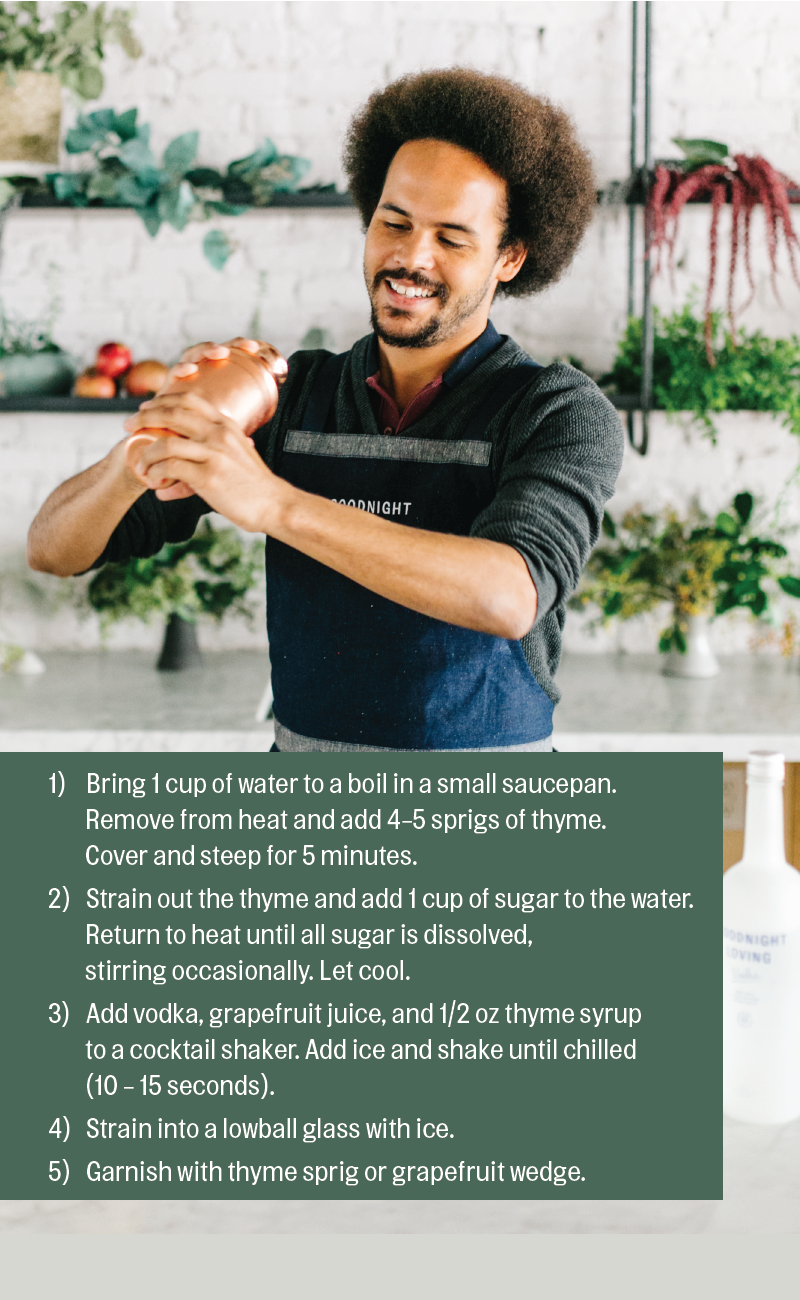 GOODNIGHT
1) Bring 1 cup of water to a boil in a small saucepan.
Remove from heat and add 4–5 sprigs of thyme.
Cover and steep for 5 minutes.
2) Strain out the thyme and add 1 cup of sugar to the water.
Return to heat until all sugar is dissolved,
stirring occasionally. Let cool.
3) Add vodka, grapefruit juice, and 1/2 oz thyme syrup
to a cocktail shaker. Add ice and shake until chilled
(10 – 15 seconds).
4) Strain into a lowball glass with ice.
5) Garnish with thyme sprig or grapefruit wedge.
OODNIGHT
LOVING